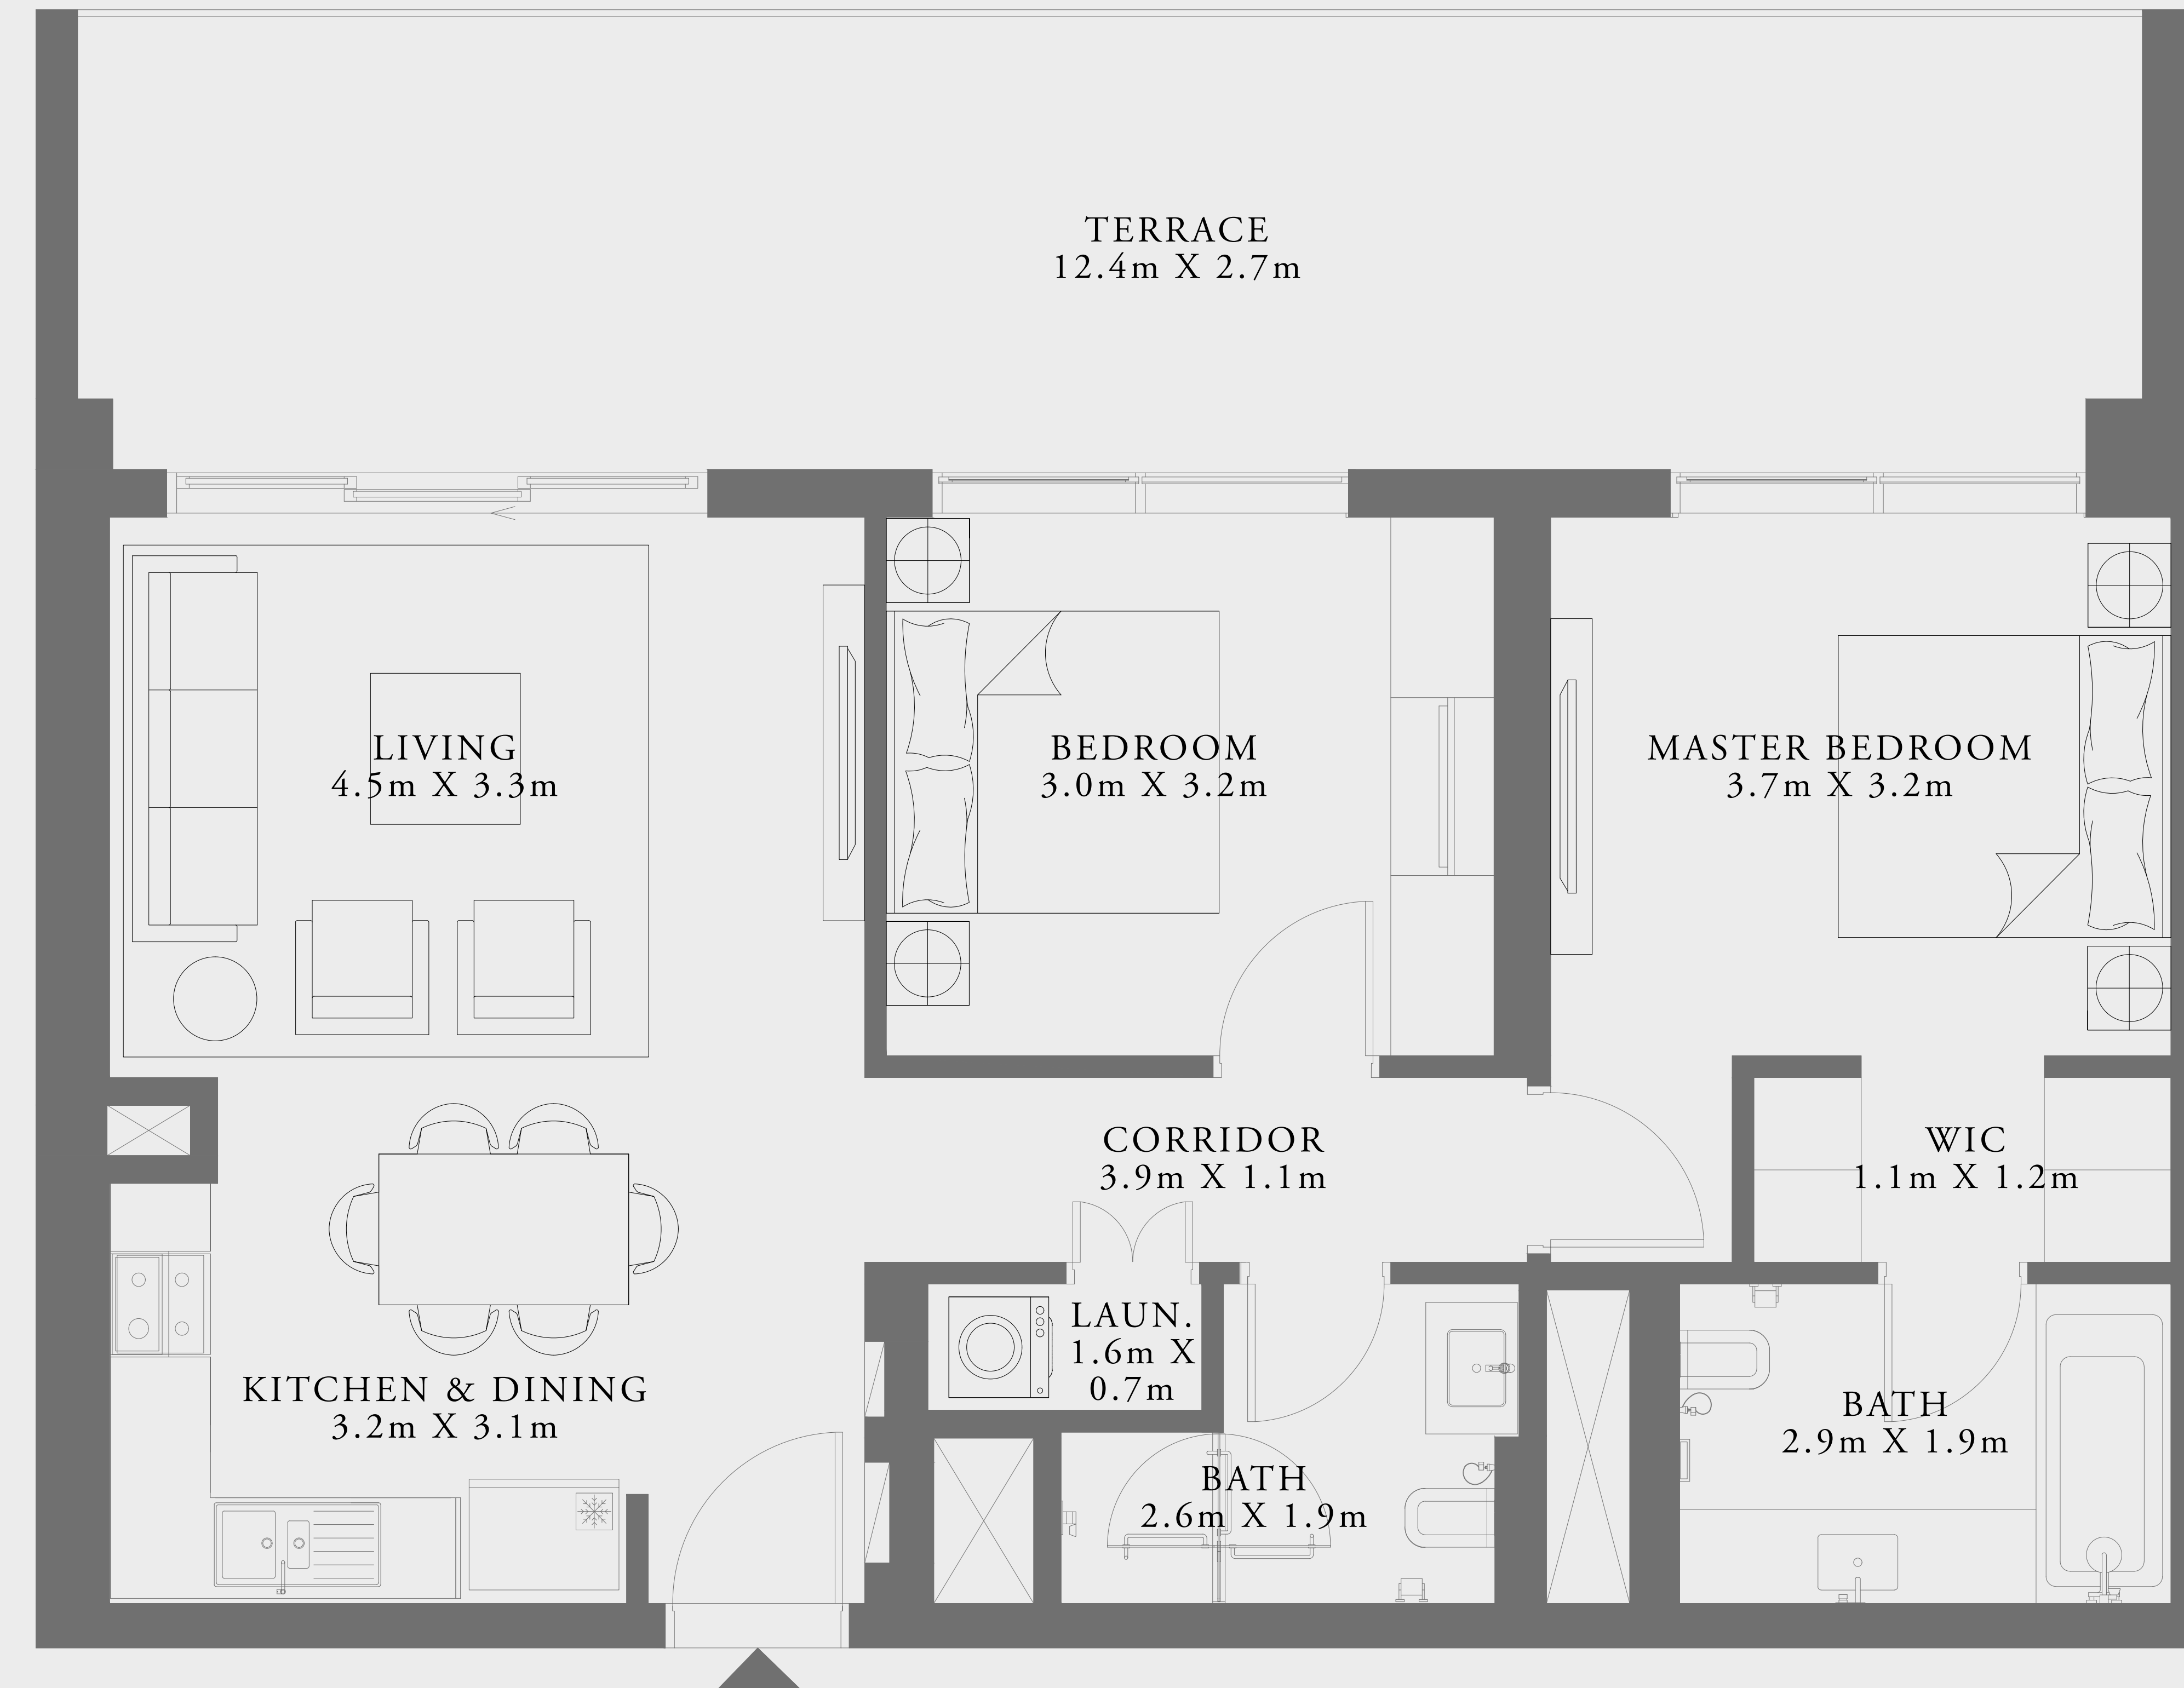 TERRACE
12.4m X 2.7m
LIVING
4.5m X 3.3m
BEDROOM
3.0m X 3.2m
MASTER BEDROOM
3.7m X 3.2m
CORRIDOR
3.9m X 1.1m
WIC
1.1m X 1.2m
LAUN.
1.6m X
0.7m
KITCHEN & DINING
3.2m X 3.1m
BATH
2.6m X 1.9m
BATH
2.9m X 1.9m